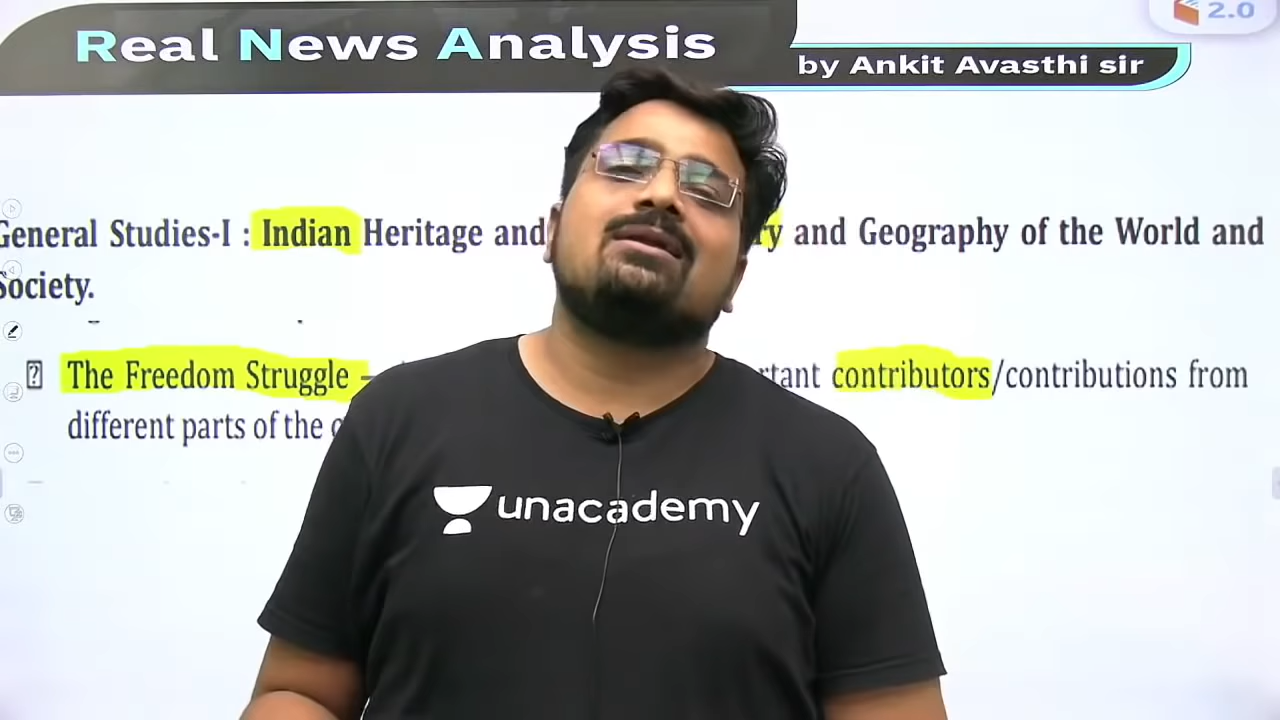 Real News Analysis
2.0
by Ankit Avasthi sir
General Studies-I : Indian Heritage and and Geography of the World and
Society.
The Freedom Struggle – contributors/contributions from
different parts of the
unacademy